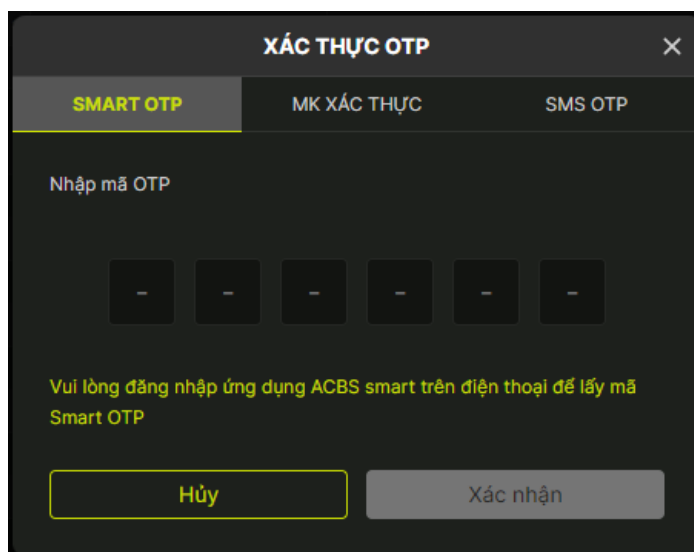 XÁC THỰC OTP
SMART OTP MK XÁC THỰC SMS OTP
Nhập mã OTP
- - - - - -
Vui lòng đăng nhập ứng dụng ACBS smart trên điện thoại để lấy mã
Smart OTP
Hủy Xác nhận